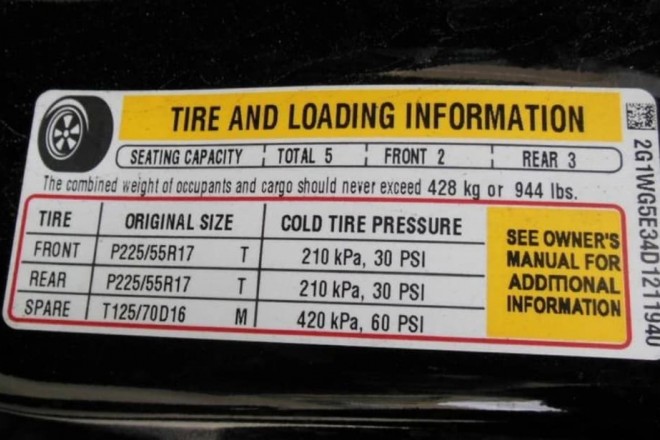 TIRE AND LOADING INFORMATION
SEATING CAPACITY TOTAL 5 FRONT 2 REAR 3
The combined weight of occupants and cargo should never exceed 428 kg or 944 lbs.
TIRE ORIGINAL SIZE COLD TIRE PRESSURE
FRONT P225/55R17 T 210 kPa, 30 PSI
REAR P225/55R17 T 210 kPa, 30 PSI
SPARE T125/70D16 M 420 kPa, 60 PSI
SEE OWNER'S
MANUAL FOR
ADDITIONAL
INFORMATION
2G1WG5E34D1211940